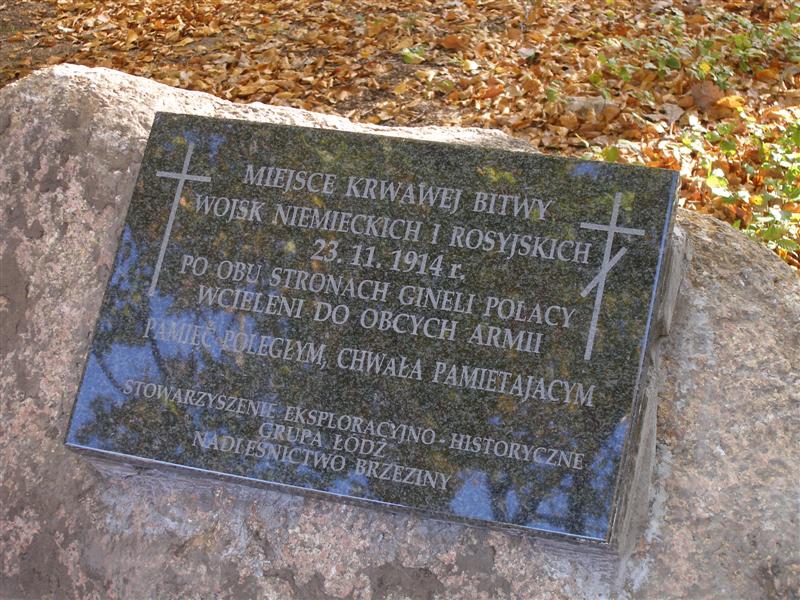 MIEJSCE KRWAWEJ BITWY
WOJSK NIEMIECKICH I ROSYJSKICH
23. 11. 1914 r.
PO OBU STRONACH GINELI POLACY
WCIELENI DO OBCYCH ARMII
PAMIĘĆ POLEGŁYM, CHWAŁA PAMIETAJACYM
STOWARZYSZENIE EKSPLORACYJNO-HISTORYCZNE
GRUPA ŁÓDŹ
NADLEŚNICTWO BRZEZINY